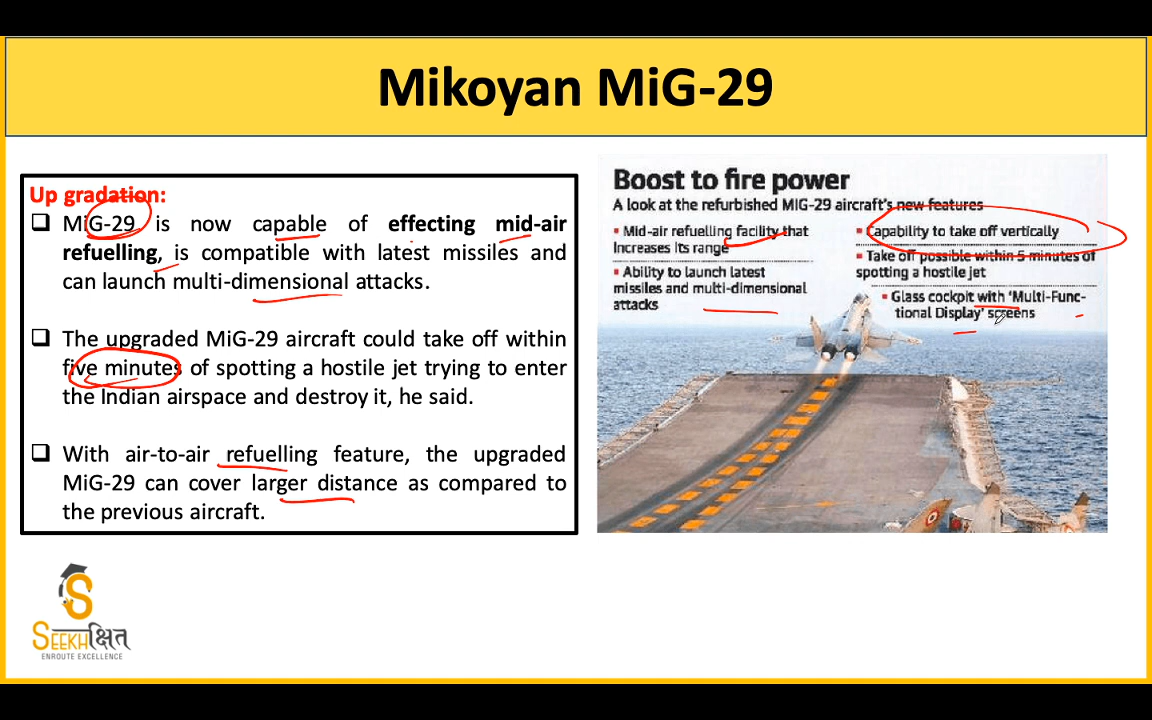 Mikoyan MiG-29
Up gradation:
❑ MiG-29 is now capable of effecting mid-air
refuelling, is compatible with latest missiles and
can launch multi-dimensional attacks.
❑ The upgraded MiG-29 aircraft could take off within
five minutes of spotting a hostile jet trying to enter
the Indian airspace and destroy it, he said.
❑ With air-to-air refuelling feature, the upgraded
MiG-29 can cover larger distance as compared to
the previous aircraft.
Boost to fire power
A look at the refurbished MIG-29 aircraft's new features
▪ Mid-air refuelling facility that
increases its range
▪ Ability to launch latest
missiles and multi-dimensional
attacks
▪ Capability to take off vertically
▪ Take off possible within 5 minutes of
spotting a hostile jet
▪ Glass cockpit with ‘Multi-Func-
tional Display’ screens
SEEKHक्षित
ENROUTE EXCELLENCE